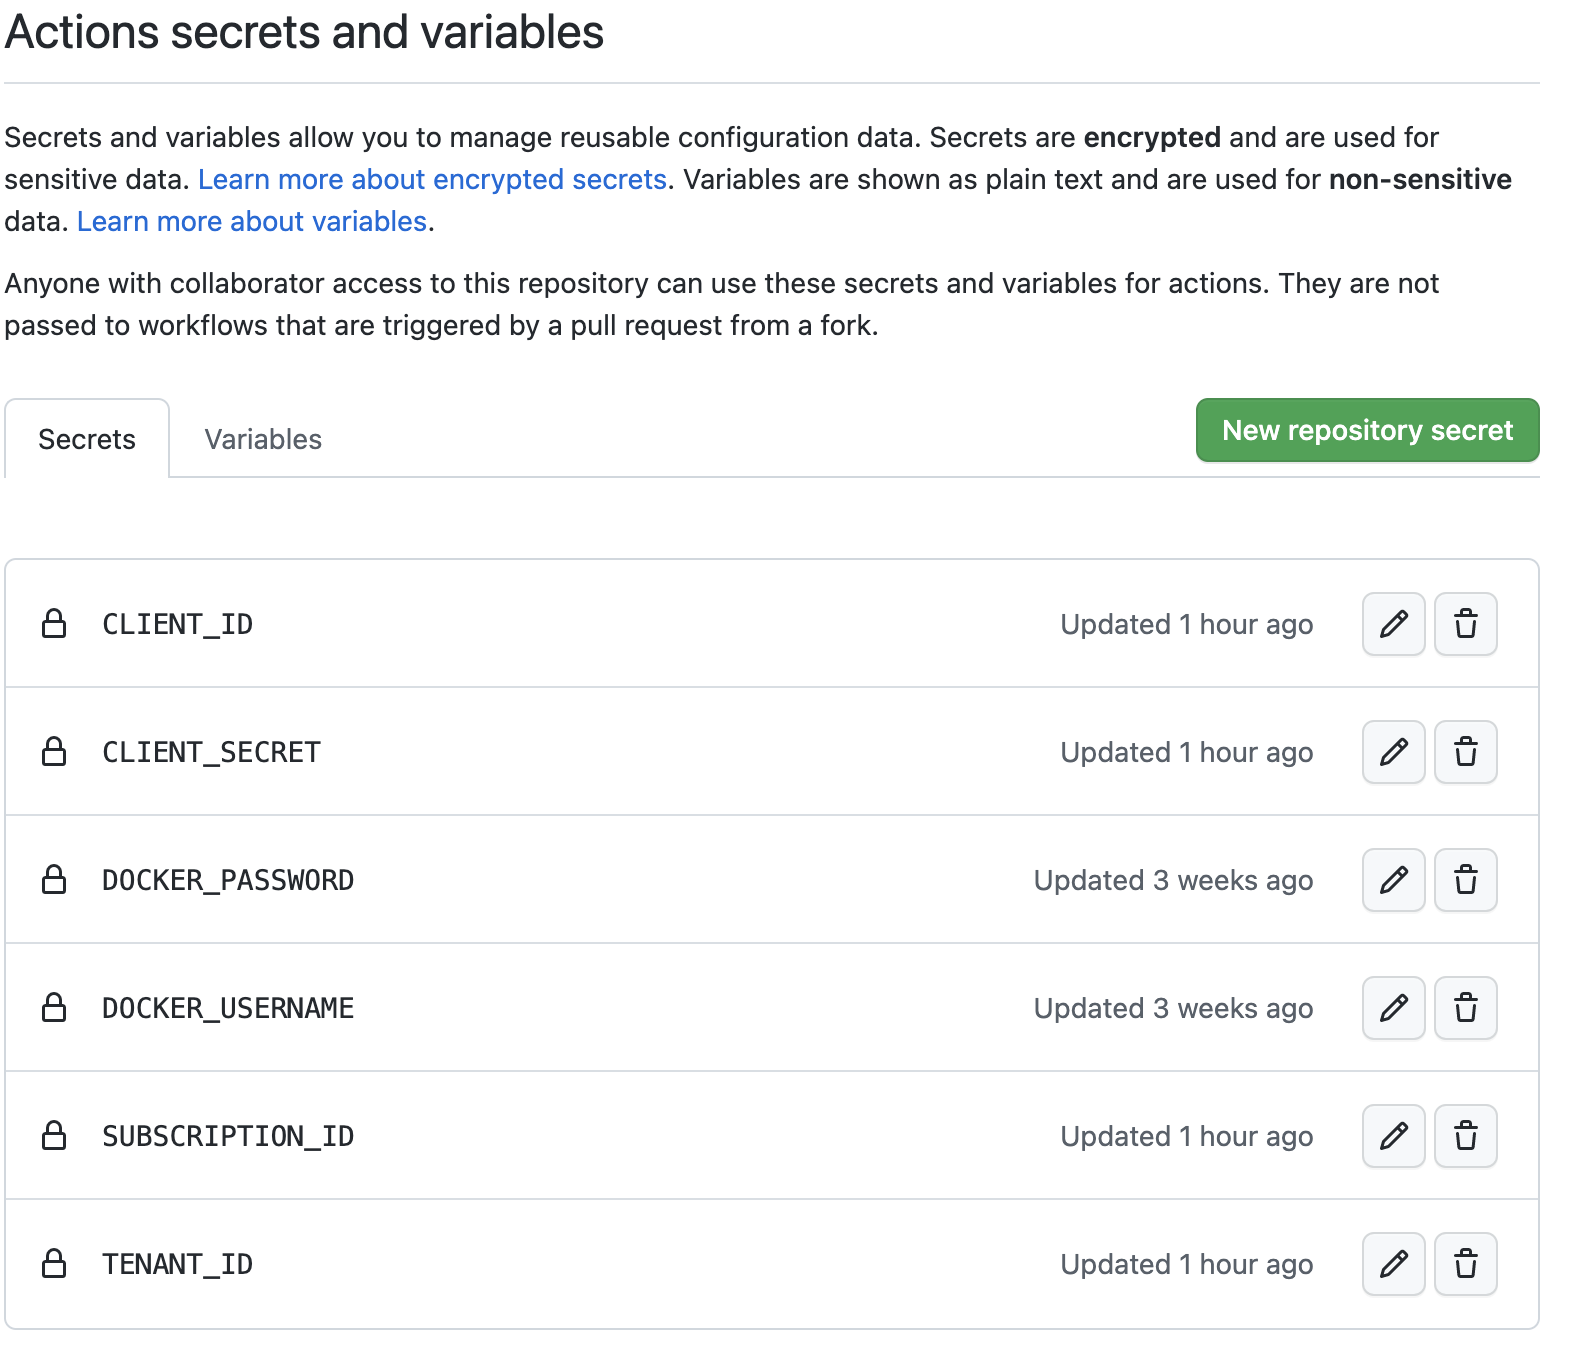 Actions secrets and variables
Secrets and variables allow you to manage reusable configuration data. Secrets are encrypted and are used for
sensitive data. Learn more about encrypted secrets. Variables are shown as plain text and are used for non-sensitive
data. Learn more about variables.
Anyone with collaborator access to this repository can use these secrets and variables for actions. They are not
passed to workflows that are triggered by a pull request from a fork.
Secrets Variables New repository secret
CLIENT_ID Updated 1 hour ago
CLIENT_SECRET Updated 1 hour ago
DOCKER_PASSWORD Updated 3 weeks ago
DOCKER_USERNAME Updated 3 weeks ago
SUBSCRIPTION_ID Updated 1 hour ago
TENANT_ID Updated 1 hour ago